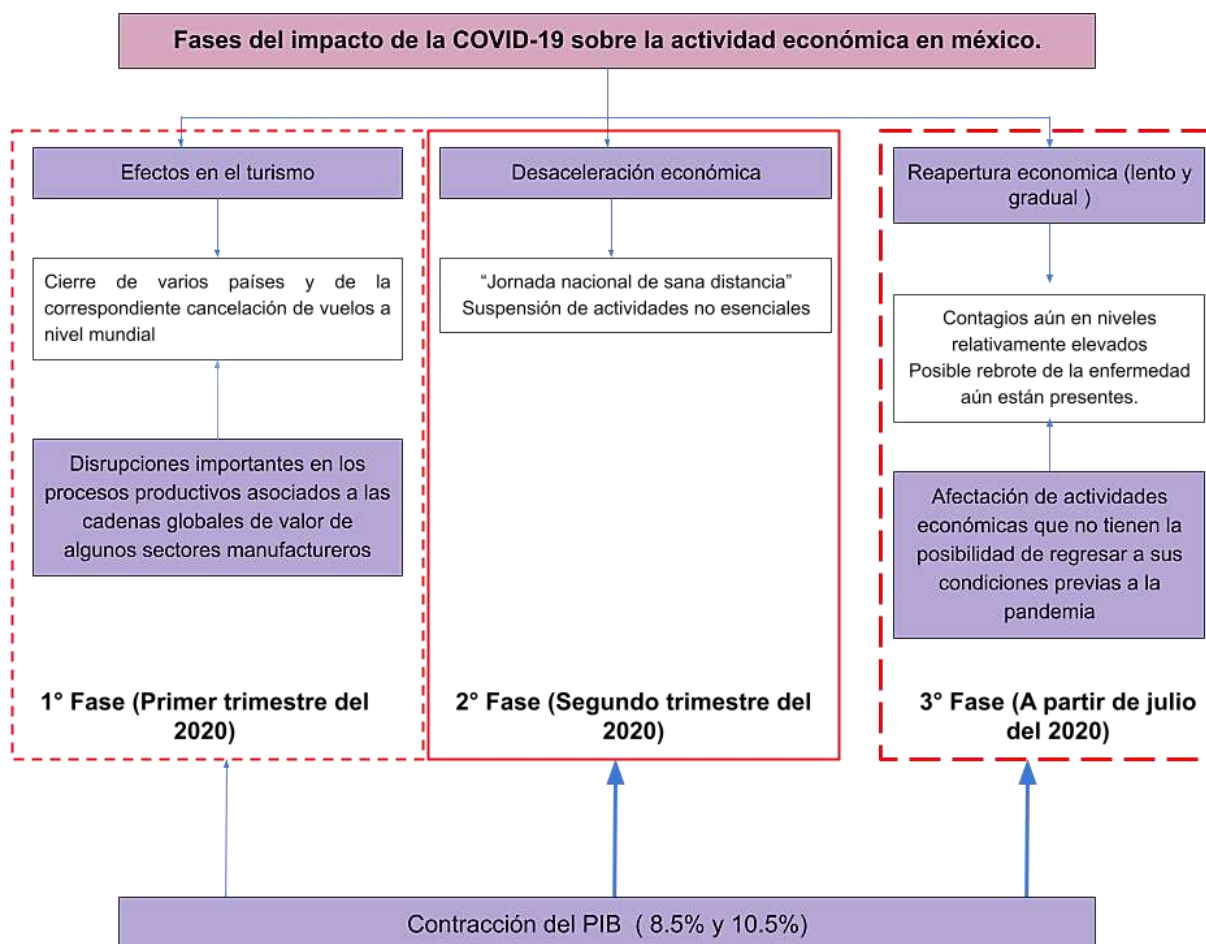 Fases del impacto de la COVID-19 sobre la actividad económica en méxico.
Efectos en el turismo
Cierre de varios países y de la
correspondiente cancelación de vuelos a
nivel mundial
Disrupciones importantes en los
procesos productivos asociados a las
cadenas globales de valor de
algunos sectores manufactureros
1° Fase (Primer trimestre del
2020)
Desaceleración económica
“Jornada nacional de sana distancia”
Suspensión de actividades no esenciales
2° Fase (Segundo trimestre del
2020)
Reapertura economica (lento y
gradual )
Contagios aún en niveles
relativamente elevados
Posible rebrote de la enfermedad
aún están presentes.
Afectación de actividades
económicas que no tienen la
posibilidad de regresar a sus
condiciones previas a la
pandemia
3° Fase (A partir de julio
del 2020)
Contracción del PIB ( 8.5% y 10.5%)